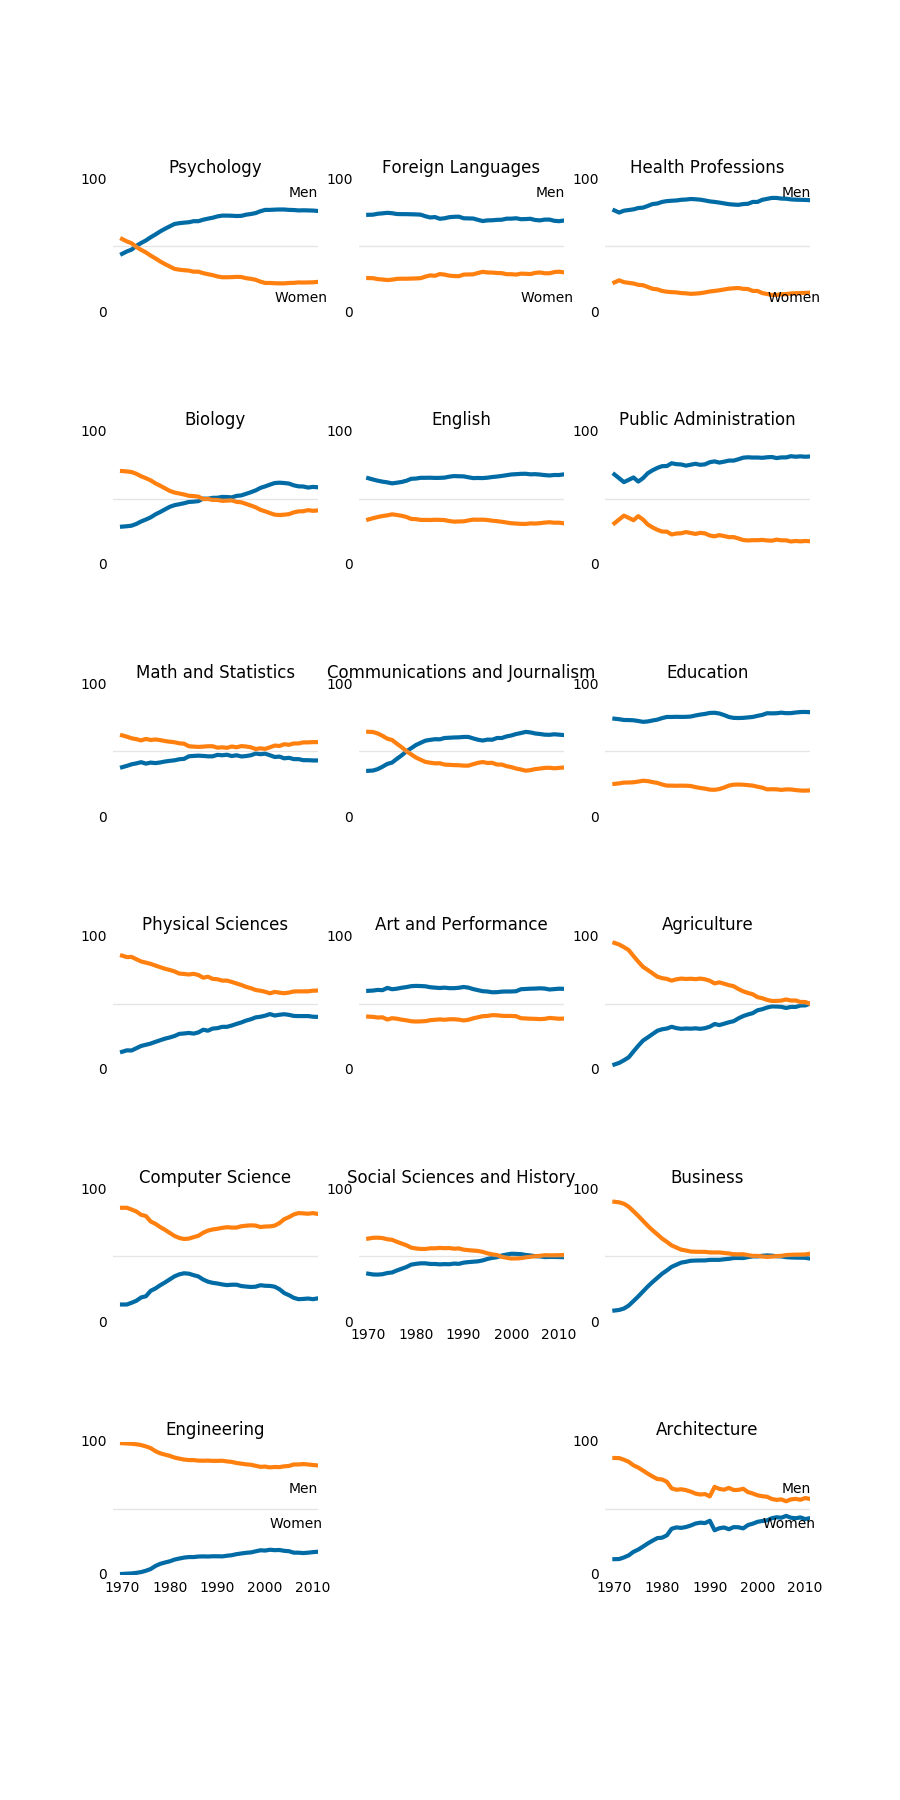 Psychology
100
Men
Women
0
Foreign Languages
100
Men
Women
0
Health Professions
100
Men
Women
0
Biology
100
0
English
100
0
Public Administration
100
0
Math and Statistics
100
0
Communications and Journalism
100
0
Education
100
0
Physical Sciences
100
0
Art and Performance
100
0
Agriculture
100
0
Computer Science
100
0
Social Sciences and History
100
0
1970 1980 1990 2000 2010
Business
100
0
Engineering
100
Men
Women
0
1970 1980 1990 2000 2010
Architecture
100
Men
Women
0
1970 1980 1990 2000 2010